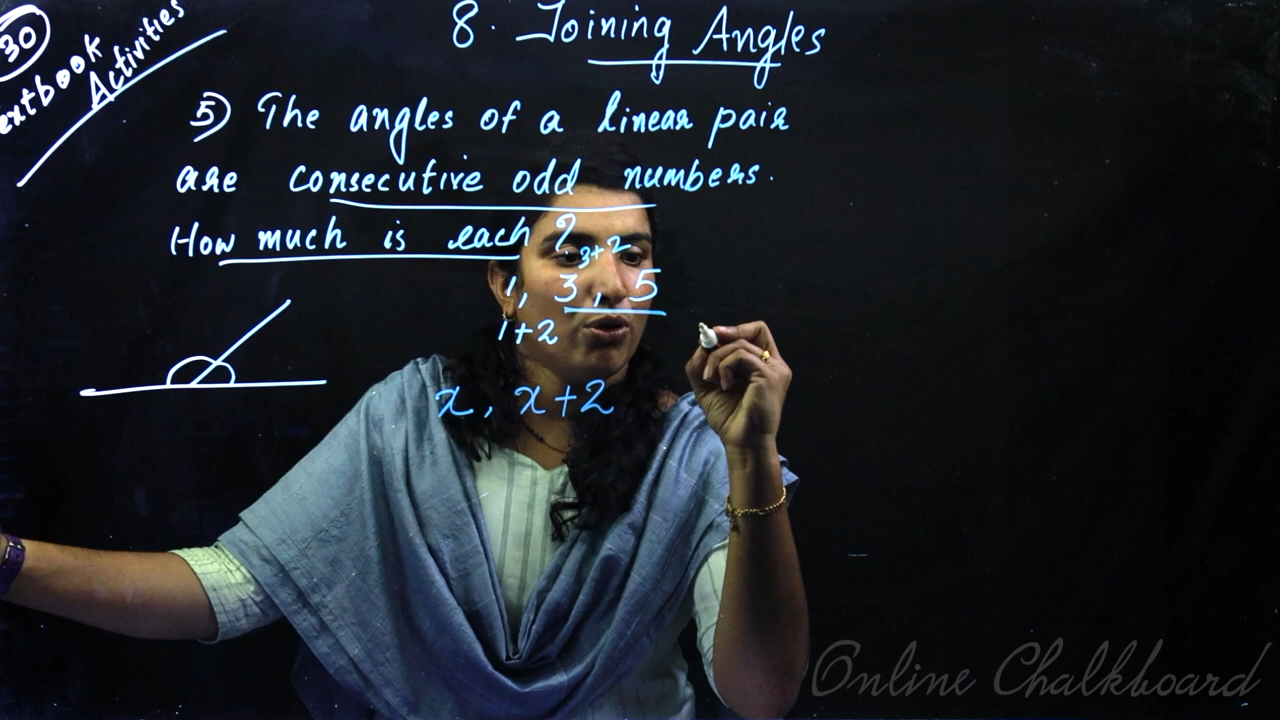 30
Textbook
Activities
8. Joining Angles
5) The angles of a linear pair
are consecutive odd numbers.
How much is each ?
3+2
1, 3, 5
1+2
x, x+2
Online Chalkboard